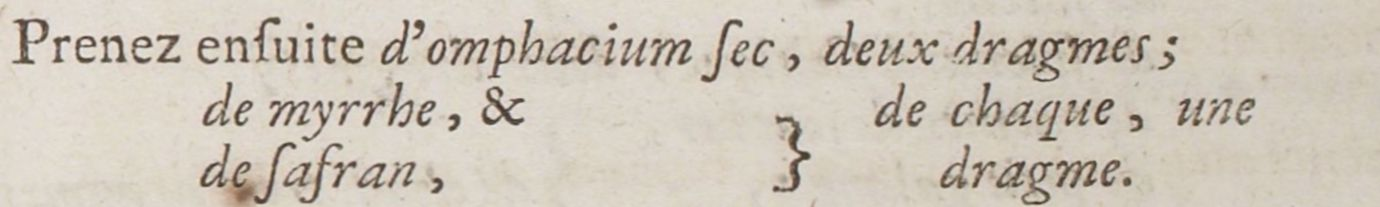 Prenez enſuite d'omphacium ſec, deux dragmes;
de myrrhe, & } de chaque, une
de ſafran, dragme.